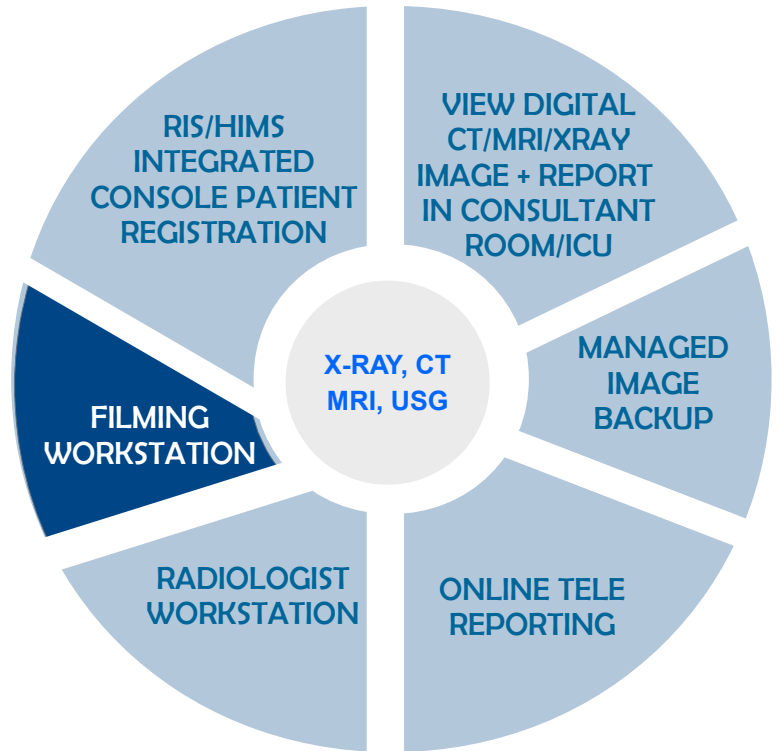 RIS/HIMS
INTEGRATED
CONSOLE PATIENT
REGISTRATION
VIEW DIGITAL
CT/MRI/XRAY
IMAGE + REPORT
IN CONSULTANT
ROOM/ICU
MANAGED
IMAGE
BACKUP
ONLINE TELE
REPORTING
RADIOLOGIST
WORKSTATION
FILMING
WORKSTATION
X-RAY, CT
MRI, USG